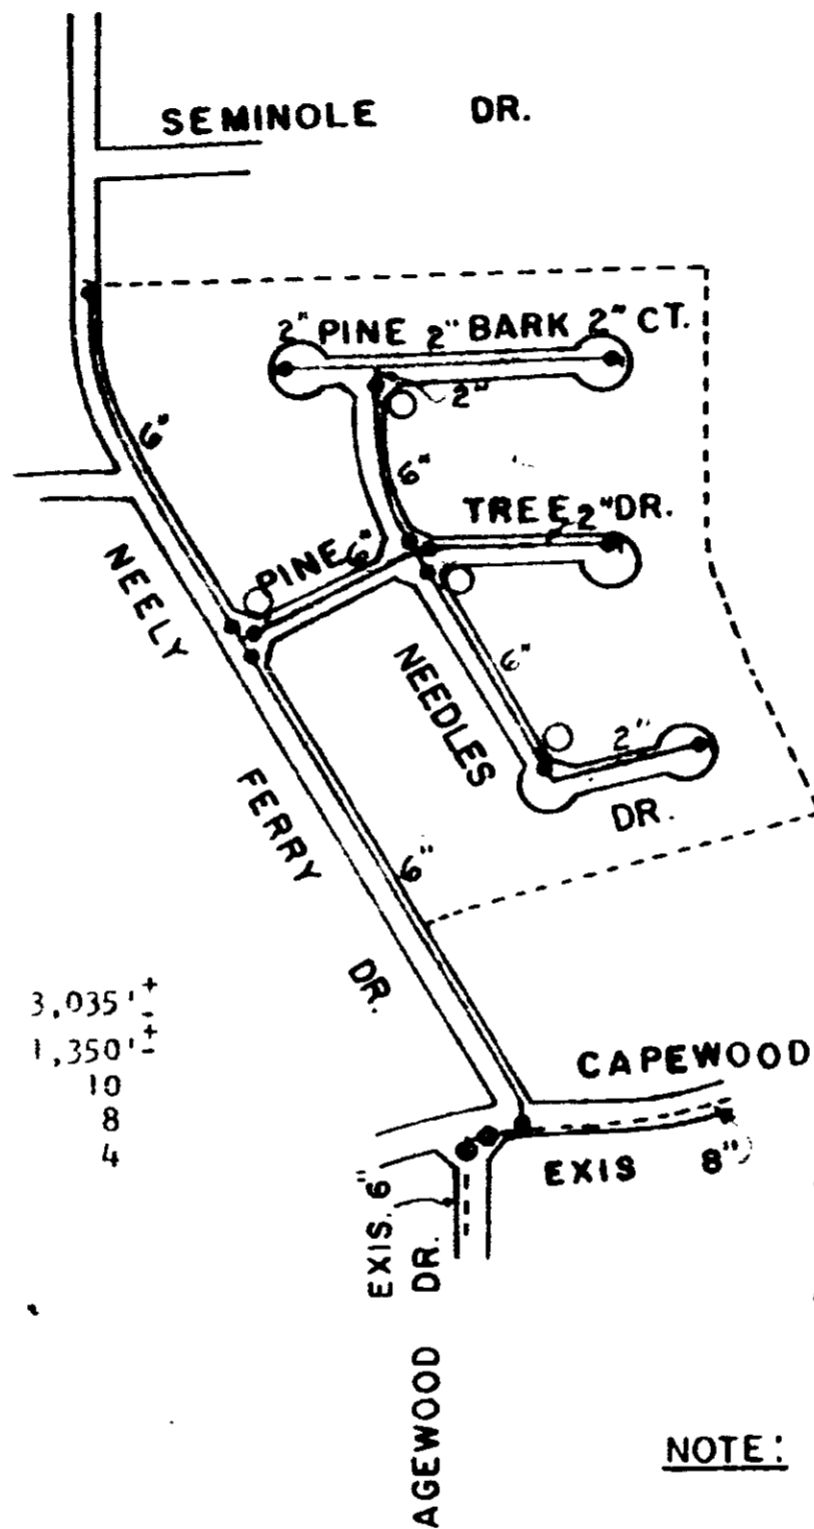 SEMINOLE DR.
2" PINE 2" BARK 2" CT.
2"
6"
6"
TREE 2" DR.
PINE 6"
NEELY
NEEDLES
6"
2"
DR.
FERRY
6"
DR.
3,035'±
1,350'±
10
8
4
CAPEWOOD
EXIS 8"
EXIS. 6"
DR.
AGEWOOD
NOTE: